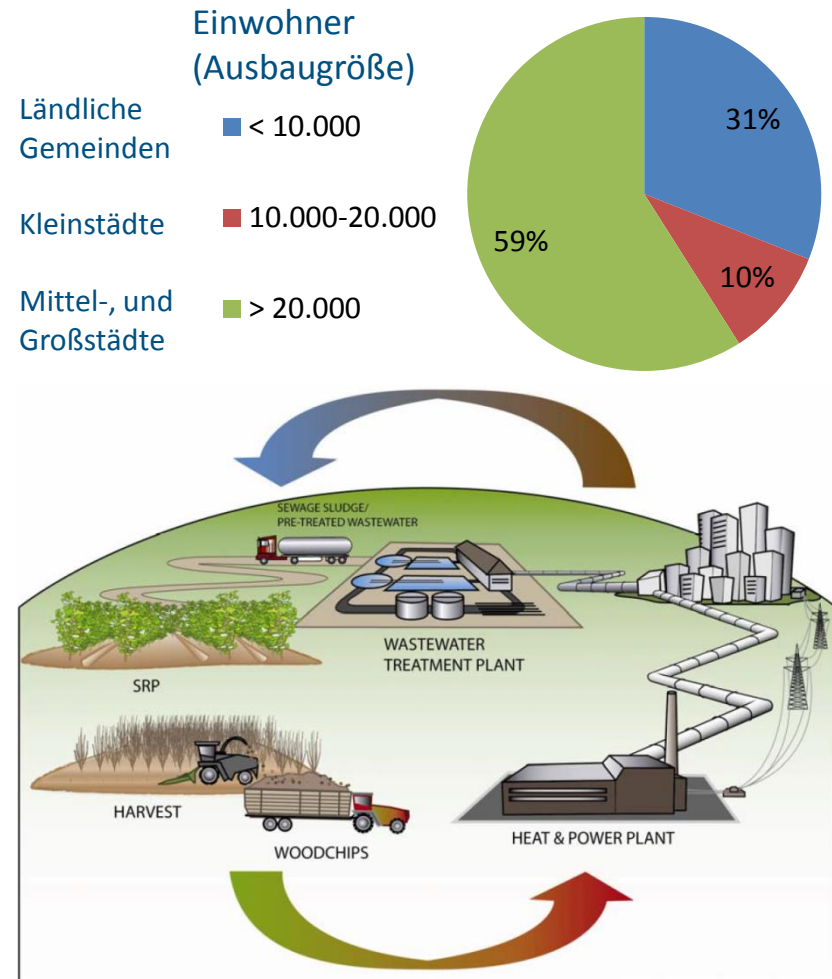 Einwohner
(Ausbaugröße)
Ländliche
Gemeinden
< 10.000
Kleinstädte
10.000-20.000
Mittel-, und
Großstädte
> 20.000
31%
10%
59%
SEWAGE SLUDGE/
PRE-TREATED WASTEWATER
WASTEWATER
TREATMENT PLANT
SRP
HARVEST
WOODCHIPS
HEAT & POWER PLANT